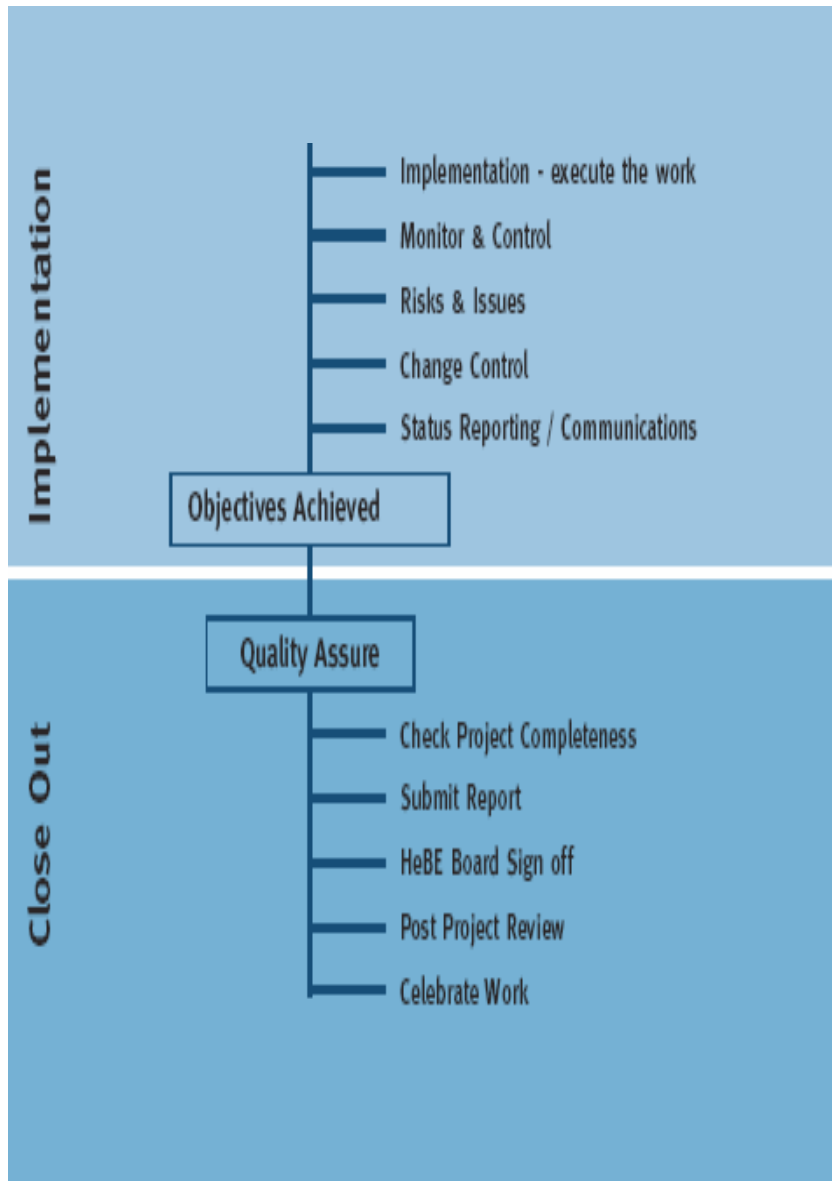 Implementation
Implementation - execute the work
Monitor & Control
Risks & Issues
Change Control
Status Reporting / Communications
Objectives Achieved
Close Out
Quality Assure
Check Project Completeness
Submit Report
HeBE Board Sign off
Post Project Review
Celebrate Work